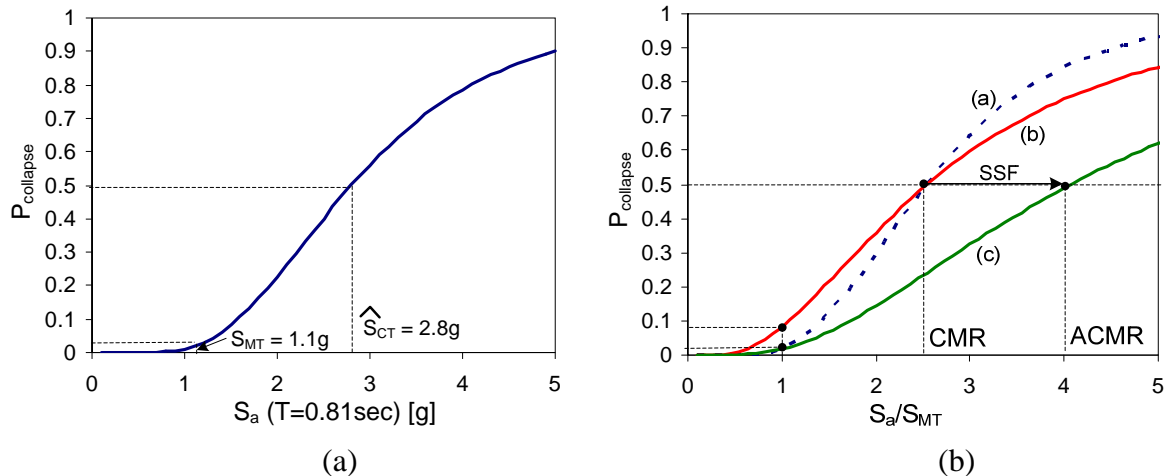 1
0.9
0.8
0.7
0.6
0.5
0.4
0.3
0.2
0.1
0
P_collapse
S_MT = 1.1g
Ŝ_CT = 2.8g
0 1 2 3 4 5
S_a (T=0.81sec) [g]
(a)
1
0.9
0.8
0.7
0.6
0.5
0.4
0.3
0.2
0.1
0
P_collapse
(a)
(b)
SSF
(c)
CMR
ACMR
0 1 2 3 4 5
S_a/S_MT
(b)